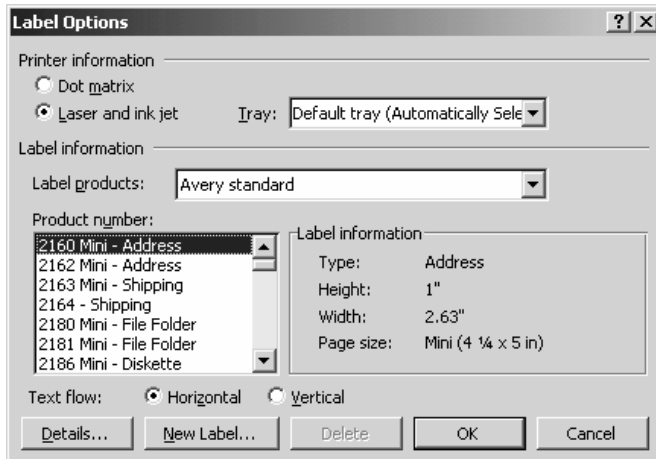 Label Options
Printer information
Dot matrix
Laser and ink jet
Tray: Default tray (Automatically Sele
Label information
Label products: Avery standard
Product number:
2160 Mini - Address
2162 Mini - Address
2163 Mini - Shipping
2164 - Shipping
2180 Mini - File Folder
2181 Mini - File Folder
2186 Mini - Diskette
Label information
Type: Address
Height: 1"
Width: 2.63"
Page size: Mini (4 ¼ x 5 in)
Text flow: Horizontal Vertical
Details... New Label... Delete OK Cancel